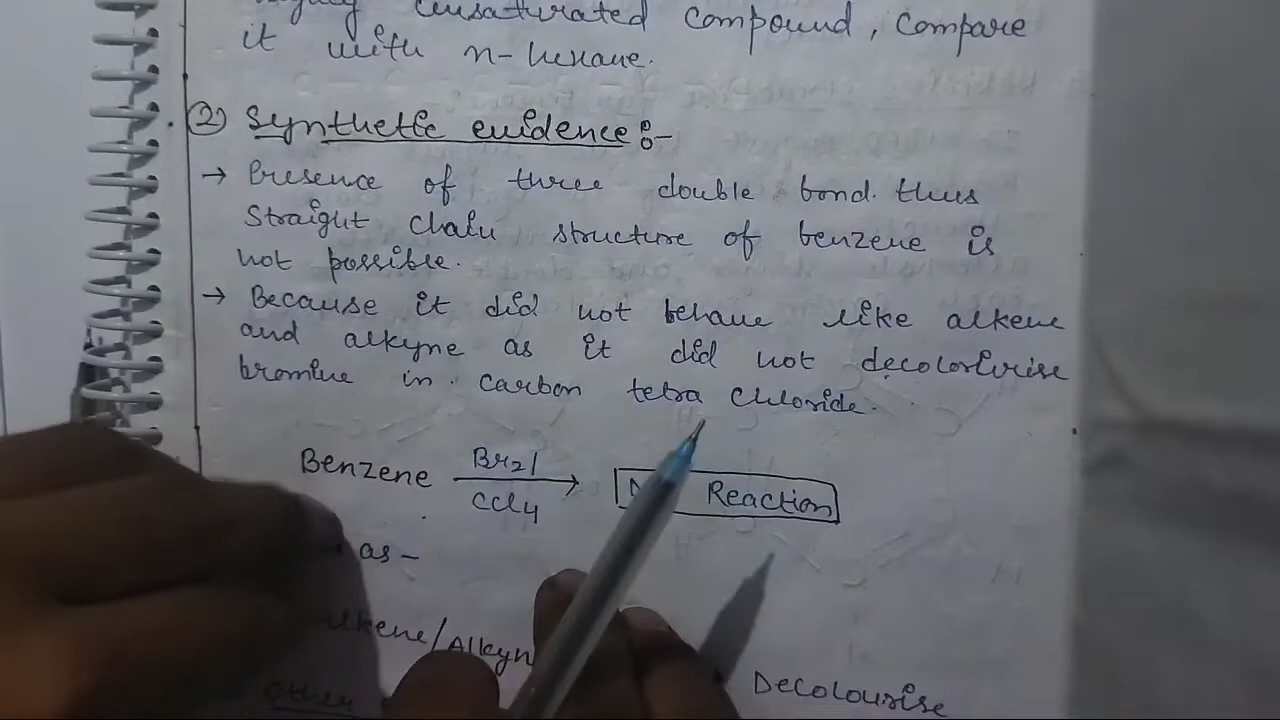 unsaturated compound, compare
it with n-hexane.
② Synthetic evidence :-
→ Presence of three double bond. thus
straight chain structure of benzene is
not possible.
→ Because it did not behave like alkene
and alkyne as it did not
bromine in carbon tetra chloride.
Benzene Br2/ CCl4 → Reaction
as -
Decolourise